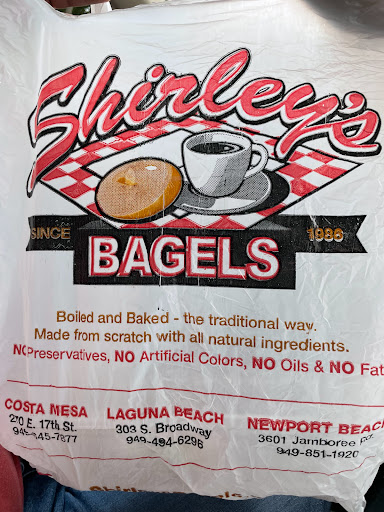 Shirley's
SINCE 1986
BAGELS
Boiled and Baked - the traditional way.
Made from scratch with all natural ingredients.
NO Preservatives, NO Artificial Colors, NO Oils & NO Fat
COSTA MESA
270 E. 17th St.
LAGUNA BEACH
303 S. Broadway
949-494-6296
NEWPORT BEACH
3601 Jamboree Rd.
949-851-1920